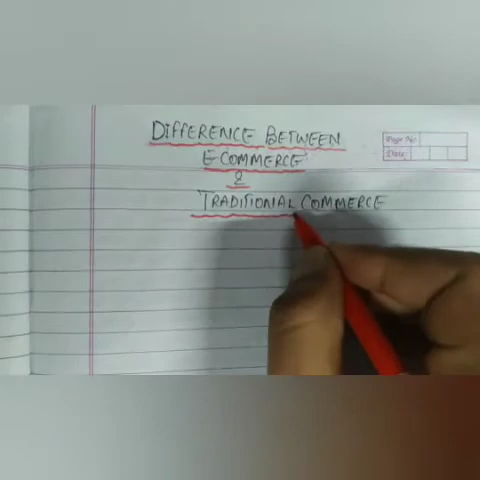 DIFFERENCE BETWEEN
E COMMERCE
&
TRADITIONAL COMMERCE
Page No
Date